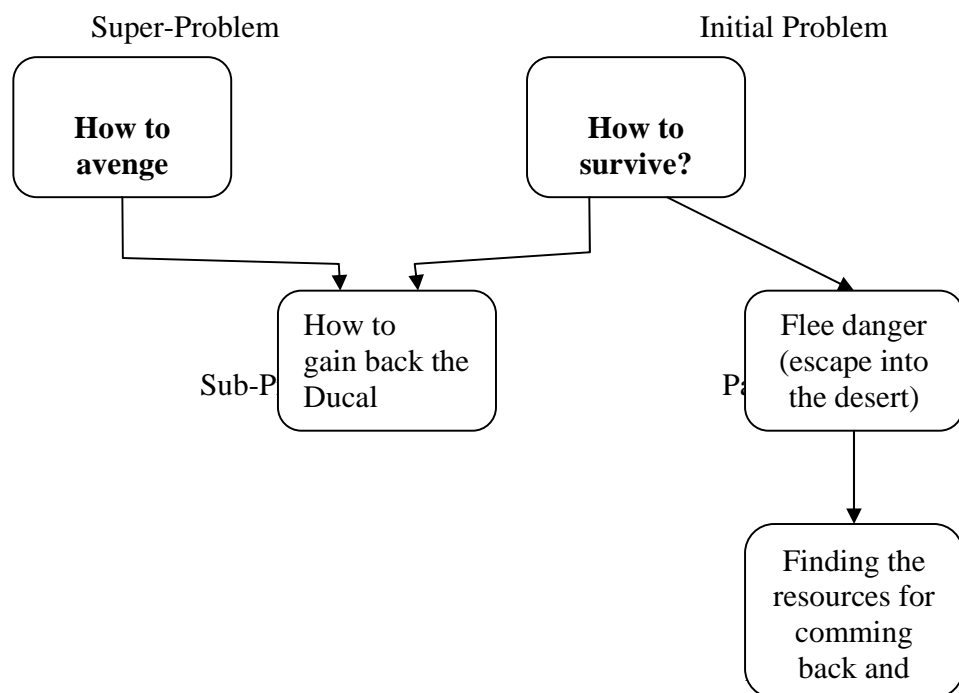 Super-Problem
Initial Problem
How to
avenge
How to
survive?
How to
gain back the
Ducal
Sub-P
Flee danger
(escape into
the desert)
Finding the
resources for
comming
back and